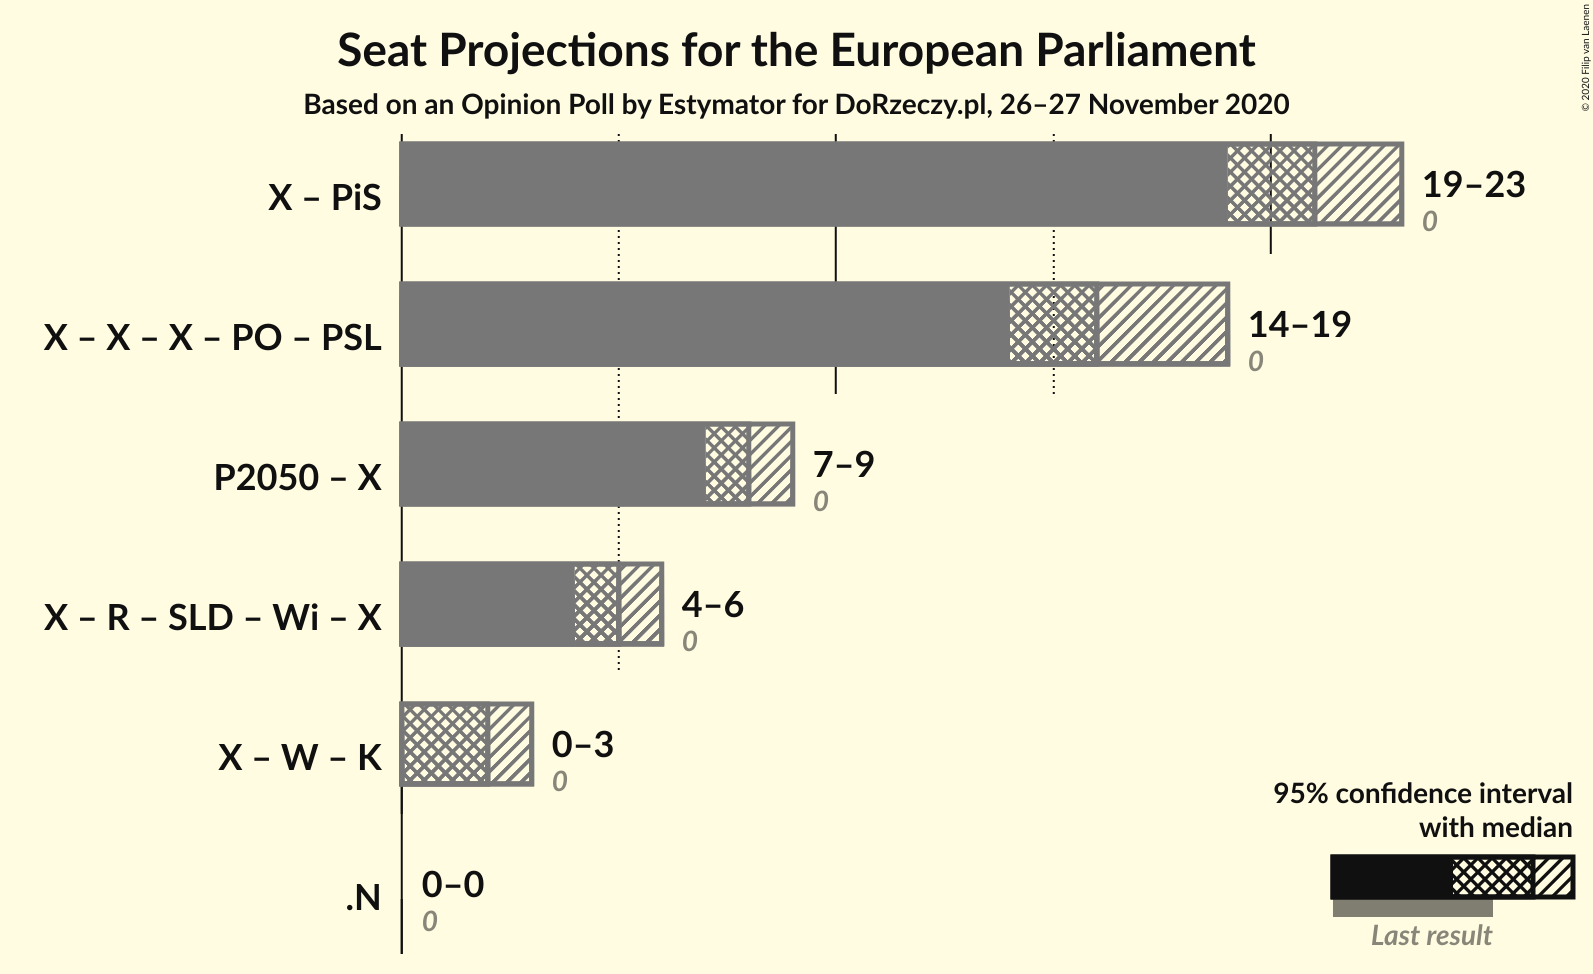 Seat Projections for the European Parliament
Based on an Opinion Poll by Estymator for DoRzeczy.pl, 26–27 November 2020
© 2020 Filip van Laenen
X – PiS
19–23
0
X – X – X – PO – PSL
14–19
0
P2050 – X
7–9
0
X – R – SLD – Wi – X
4–6
0
X – W – K
0–3
0
.N
0–0
0
95% confidence interval
with median
Last result